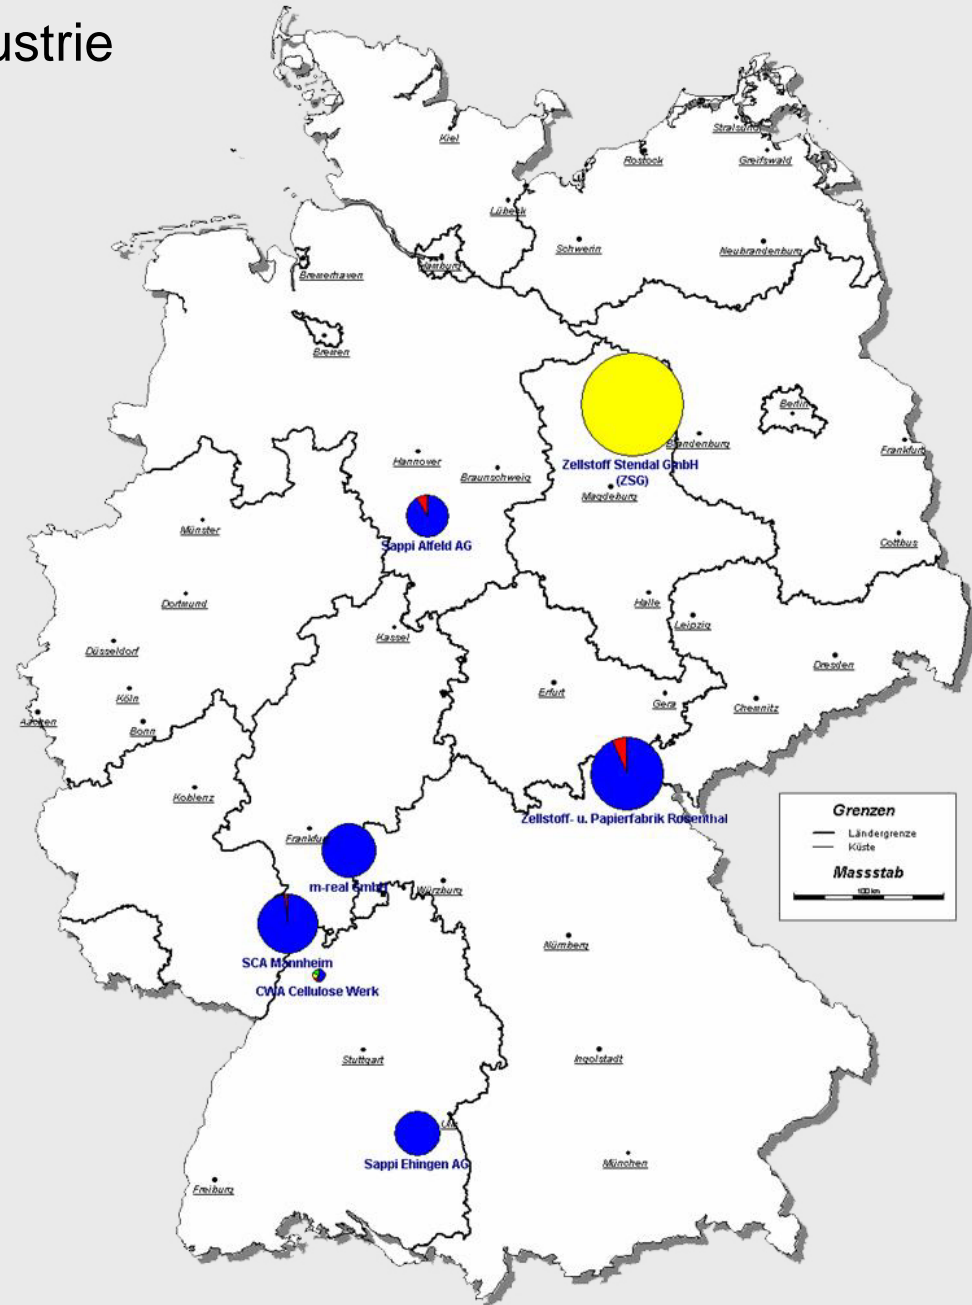 ustrie
Kiel
Stralsund
Rostock
Greifswald
Lübeck
Schwerin
Neubrandenburg
Hamburg
Bremerhaven
Bremen
Berlin
Brandenburg
Frankfurt
Hannover
Braunschweig
Zellstoff Stendal GmbH
(ZSG)
Magdeburg
Münster
Sappi Alfeld AG
Cottbus
Dortmund
Halle
Leipzig
Kassel
Düsseldorf
Dresden
Köln
Erfurt
Gera
Chemnitz
Aachen
Bonn
Koblenz
Zellstoff- u. Papierfabrik Rosenthal
Grenzen
Ländergrenze
Küste
Massstab
100 km
Frankfurt
m-real GmbH
Würzburg
Nürnberg
SCA Mannheim
CWA Cellulose Werk
Stuttgart
Ingolstadt
Ulm
Sappi Ehingen AG
München
Freiburg